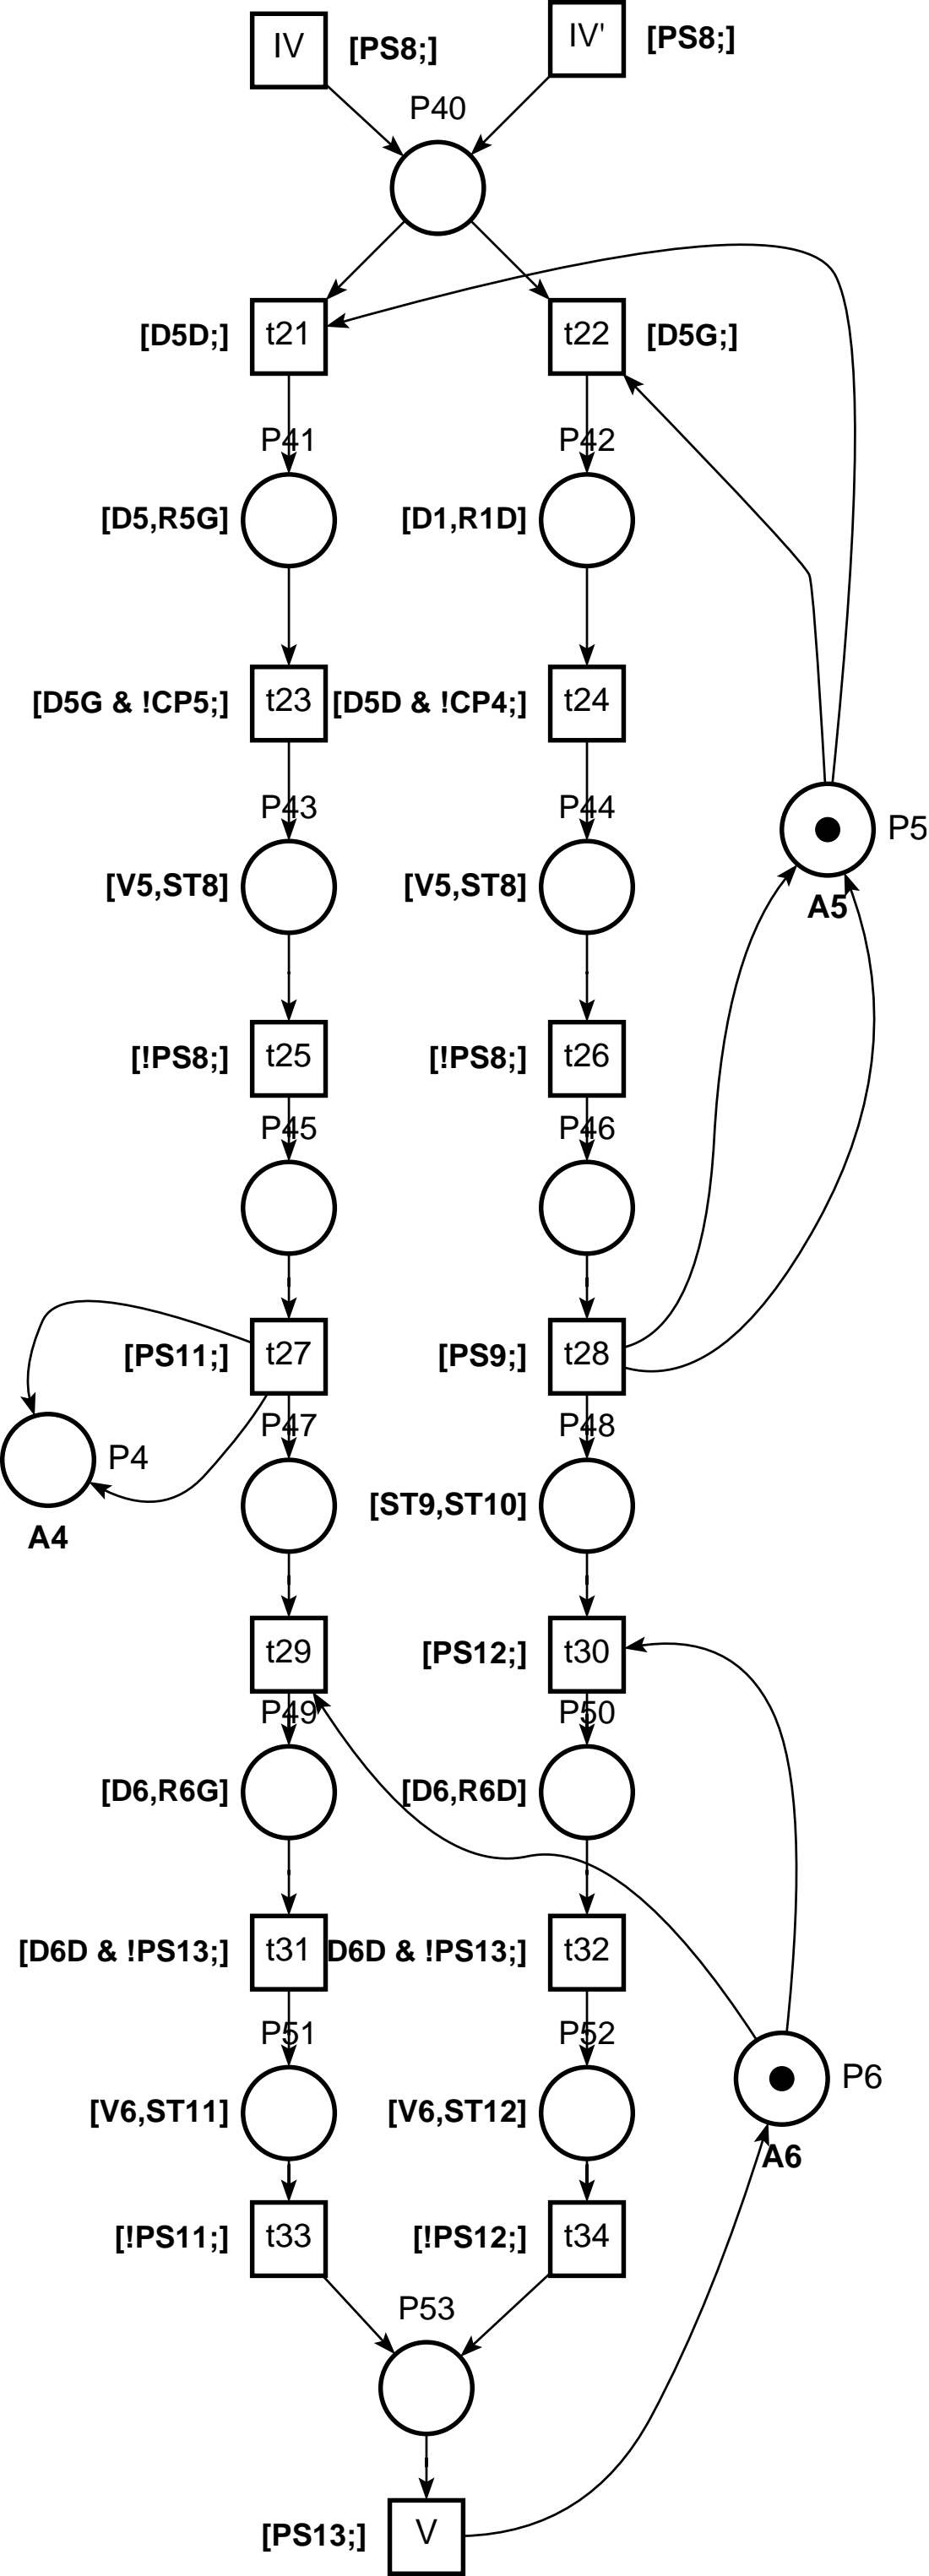 IV [PS8;] IV' [PS8;]
P40
[D5D;] t21 t22 [D5G;]
P41 P42
[D5,R5G] [D1,R1D]
[D5G & !CP5;] t23 [D5D & !CP4;] t24
P43 P44
P5
[V5,ST8] [V5,ST8]
A5
[!PS8;] t25 [!PS8;] t26
P45 P46
[PS11;] t27 [PS9;] t28
P47 P48
P4
[ST9,ST10]
A4
t29 [PS12;] t30
P49 P50
[D6,R6G] [D6,R6D]
[D6D & !PS13;] t31 D6D & !PS13;] t32
P51 P52
P6
[V6,ST11] [V6,ST12]
A6
[!PS11;] t33 [!PS12;] t34
P53
[PS13;] V